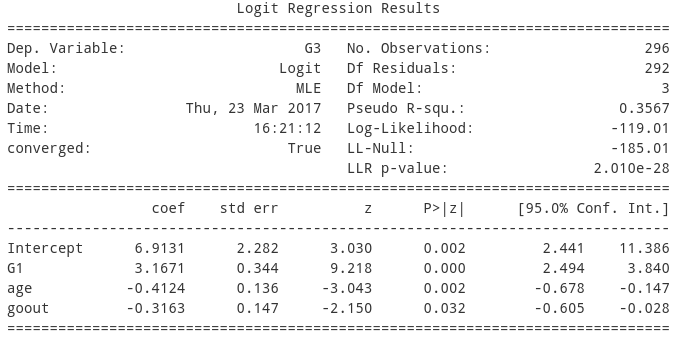 Logit Regression Results
==============================================================================
Dep. Variable: G3 No. Observations: 296
Model: Logit Df Residuals: 292
Method: MLE Df Model: 3
Date: Thu, 23 Mar 2017 Pseudo R-squ.: 0.3567
Time: 16:21:12 Log-Likelihood: -119.01
converged: True LL-Null: -185.01
LLR p-value: 2.010e-28
==============================================================================
coef std err z P>|z| [95.0% Conf. Int.]
------------------------------------------------------------------------------
Intercept 6.9131 2.282 3.030 0.002 2.441 11.386
G1 3.1671 0.344 9.218 0.000 2.494 3.840
age -0.4124 0.136 -3.043 0.002 -0.678 -0.147
goout -0.3163 0.147 -2.150 0.032 -0.605 -0.028
==============================================================================